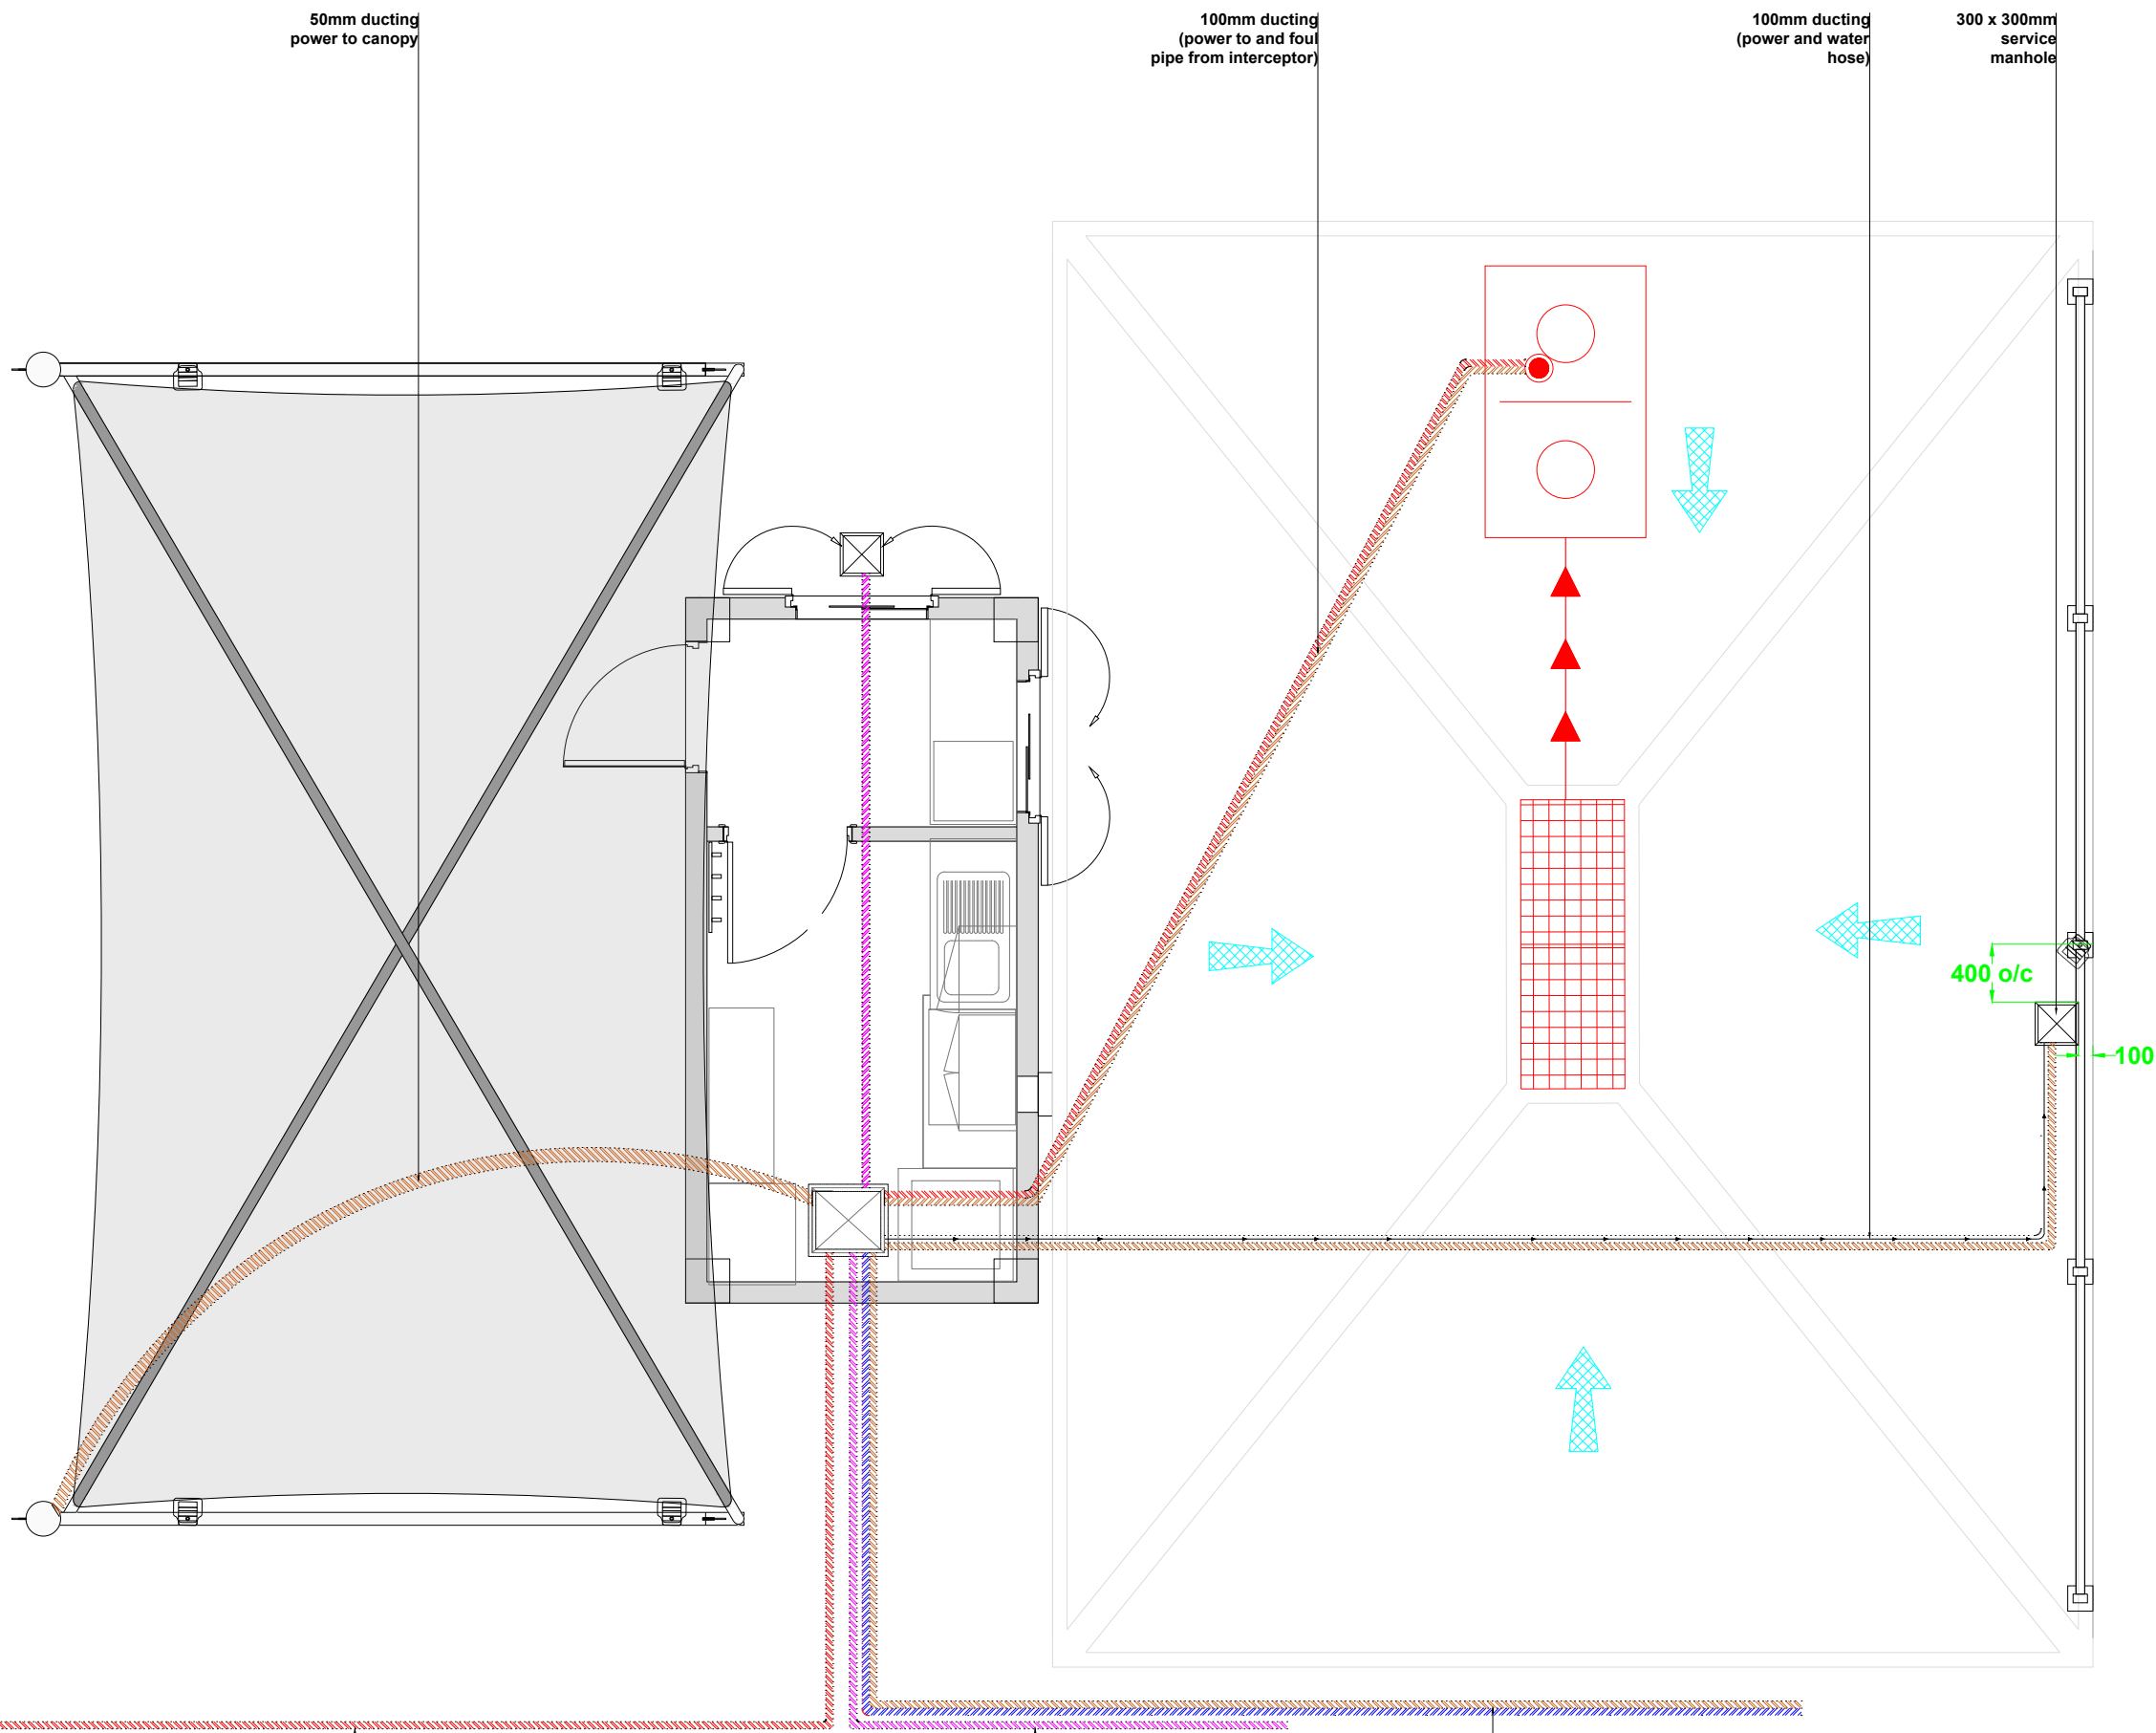 50mm ducting
power to canopy
100mm ducting
(power to and foul
pipe from interceptor)
100mm ducting
(power and water
hose)
300 x 300mm
service
manhole
400 o/c
100